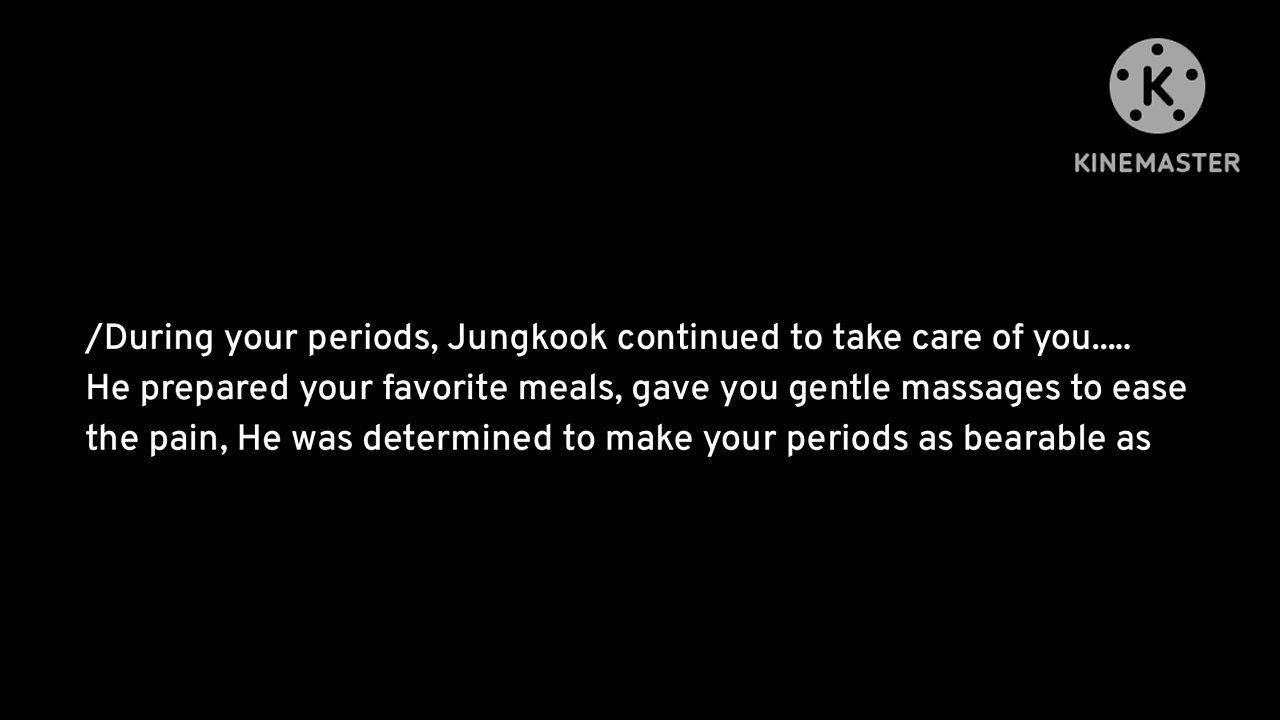 K
KINEMASTER
/During your periods, Jungkook continued to take care of you.....
He prepared your favorite meals, gave you gentle massages to ease
the pain, He was determined to make your periods as bearable as